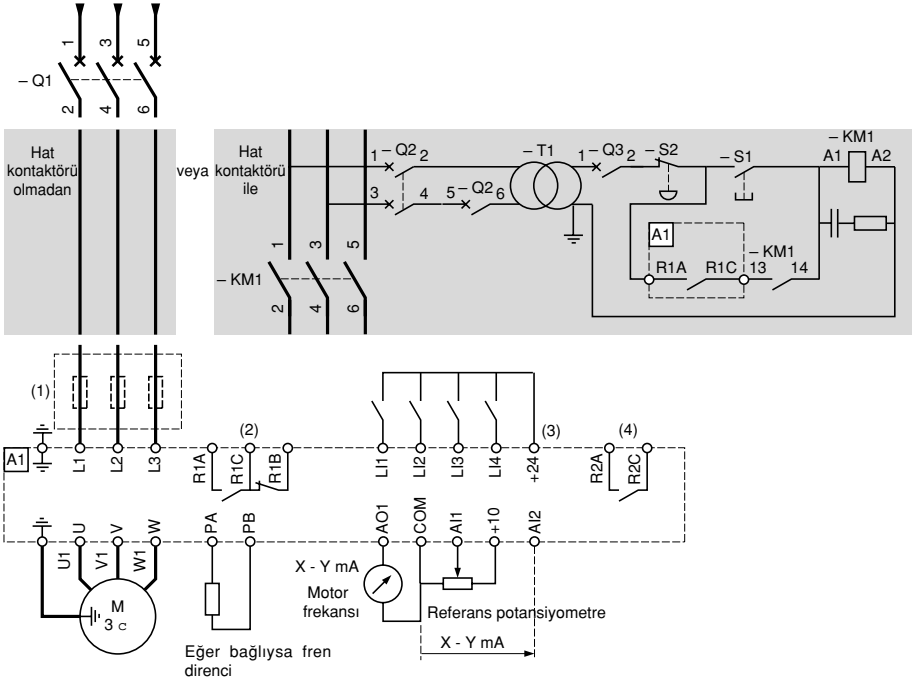 1 3 5
– Q1
2 4 6
Hat kontaktörü olmadan
veya
Hat kontaktörü ile
1 – Q2 2
3 4 5 – Q2 6
– T1
1 – Q3 2
– S2
– S1
– KM1
A1 A2
A1
R1A R1C
– KM1
13 14
1 3 5
– KM1
2 4 6
(1)
(2)
(3)
(4)
A1
L1 L2 L3
R1A R1C R1B
LI1 LI2 LI3 LI4 +24
R2A R2C
U V W
PA PB
AO1 COM AI1 +10 AI2
U1 V1 W1
M
3
X - Y mA
Motor frekansı
Referans potansiyometre
X - Y mA
Eğer bağlıysa fren
direnci